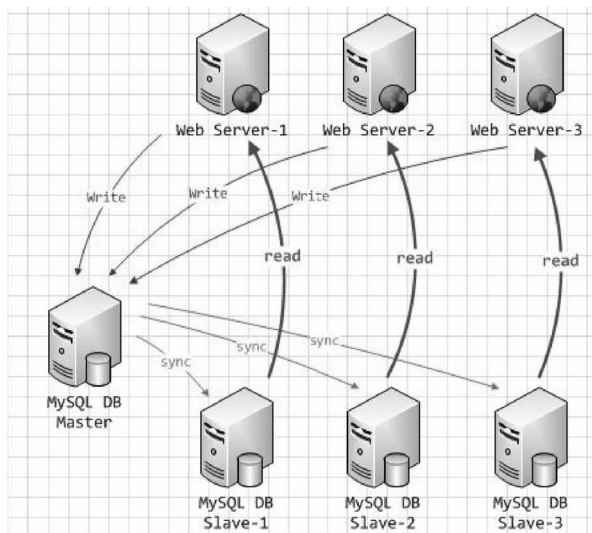 Web Server-1
Web Server-2
Web Server-3
Write
Write
Write
read
read
read
sync
sync
sync
MySQL DB
Master
MySQL DB
Slave-1
MySQL DB
Slave-2
MySQL DB
Slave-3